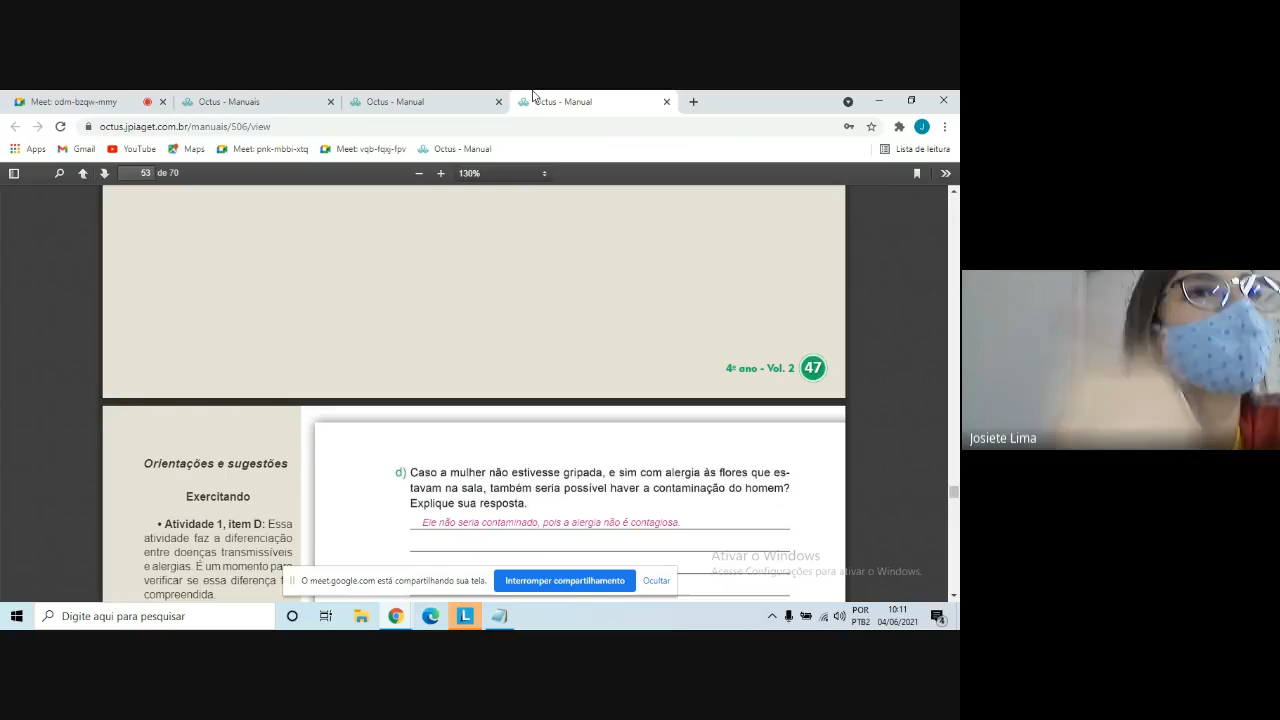 Meet: odm-bzqw-mmy
Octus - Manuais
Octus - Manual
Octus - Manual
octus.jpiaget.com.br/manuais/506/view
J
Apps
Gmail
YouTube
Maps
Meet: pnk-mbbi-xtq
Meet: vqb-fqxj-fpv
Octus - Manual
Lista de leitura
53 de 70
130%
4º ano - Vol. 2 47
Orientações e sugestões
Exercitando
• Atividade 1, item D: Essa
atividade faz a diferenciação
entre doenças transmissíveis
e alergias. É um momento para
verificar se essa diferença
compreendida.
d) Caso a mulher não estivesse gripada, e sim com alergia às flores que es-
tavam na sala, também seria possível haver a contaminação do homem?
Explique sua resposta.
Ele não seria contaminado, pois a alergia não é contagiosa.
Ativar o Windows
Acesse Configurações para ativar o Windows.
O meet.google.com está compartilhando sua tela.
Interromper compartilhamento
Ocultar
Digite aqui para pesquisar
L
POR
PTB2
10:11
04/06/2021
4
Josiete Lima